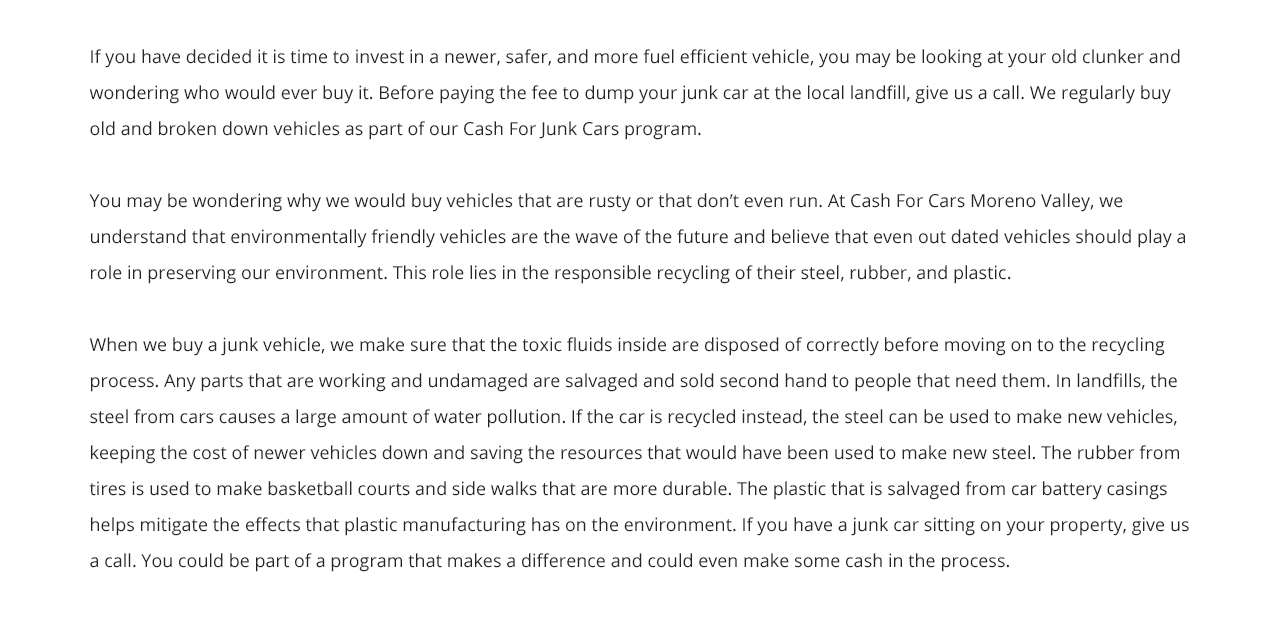 If you have decided it is time to invest in a newer, safer, and more fuel efficient vehicle, you may be looking at your old clunker and
wondering who would ever buy it. Before paying the fee to dump your junk car at the local landfill, give us a call. We regularly buy
old and broken down vehicles as part of our Cash For Junk Cars program.
You may be wondering why we would buy vehicles that are rusty or that don’t even run. At Cash For Cars Moreno Valley, we
understand that environmentally friendly vehicles are the wave of the future and believe that even out dated vehicles should play a
role in preserving our environment. This role lies in the responsible recycling of their steel, rubber, and plastic.
When we buy a junk vehicle, we make sure that the toxic fluids inside are disposed of correctly before moving on to the recycling
process. Any parts that are working and undamaged are salvaged and sold second hand to people that need them. In landfills, the
steel from cars causes a large amount of water pollution. If the car is recycled instead, the steel can be used to make new vehicles,
keeping the cost of newer vehicles down and saving the resources that would have been used to make new steel. The rubber from
tires is used to make basketball courts and side walks that are more durable. The plastic that is salvaged from car battery casings
helps mitigate the effects that plastic manufacturing has on the environment. If you have a junk car sitting on your property, give us
a call. You could be part of a program that makes a difference and could even make some cash in the process.